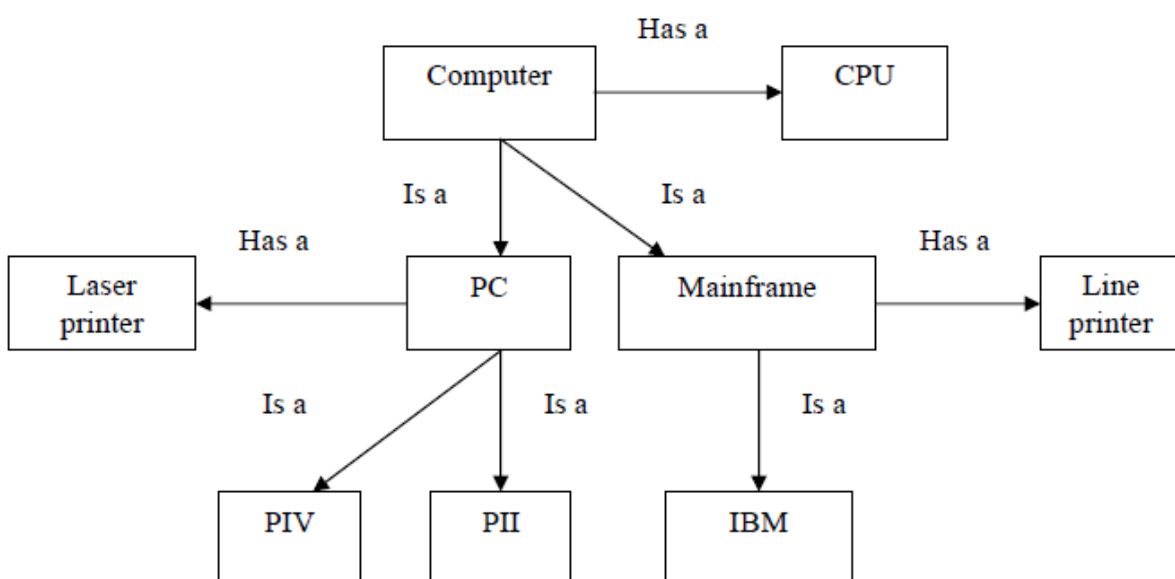 Has a
Computer
CPU
Is a
Is a
Has a
Has a
Laser
printer
PC
Mainframe
Line
printer
Is a
Is a
Is a
PIV
PII
IBM